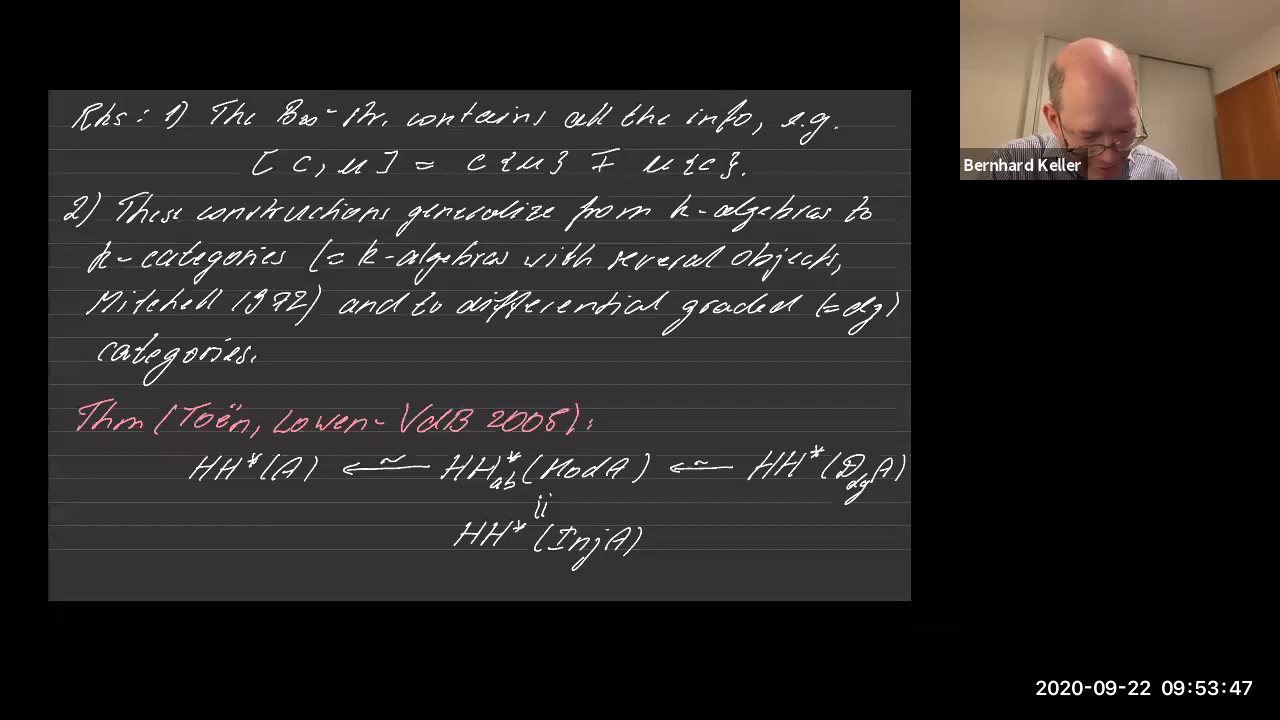 Rks: 1) The B∞-str. contains all the info, e.g.
[c, μ] = c{μ} ∓ μ{c}.
2) These constructions generalize from k-algebras to
k-categories (= k-algebras with several objects,
Mitchell 1972) and to differential graded (=dg)
categories.
Thm (Toën, Lowen-VdB 2005):
HH*(A) ←~ HH*ab(Mod A) ←~ HH*(Ddg A)
||
HH*(Inj A)
Bernhard Keller
2020-09-22 09:53:47